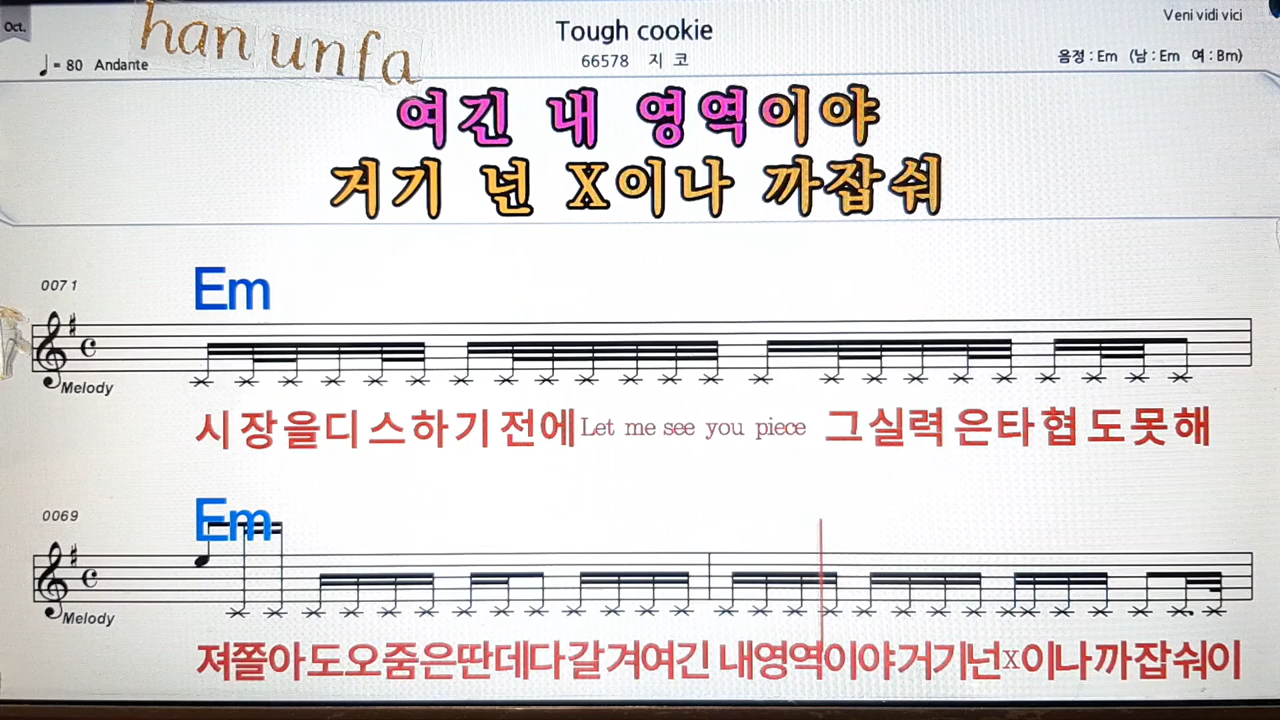 Oct.
han unfa
Tough cookie
Veni vidi vici
♩= 80 Andante
66578 지 코
음정 : Em (남 : Em 여 : Bm)
여긴 내 영역이야
거기 넌 X이나 까잡숴
0071
Em
Melody
시장을디스하기 전에Let me see you piece 그실력은타협도못해
0069
Em
Melody
져쫄아도오줌은딴데다갈겨여긴 내영역이야거기넌x이나까잡숴이